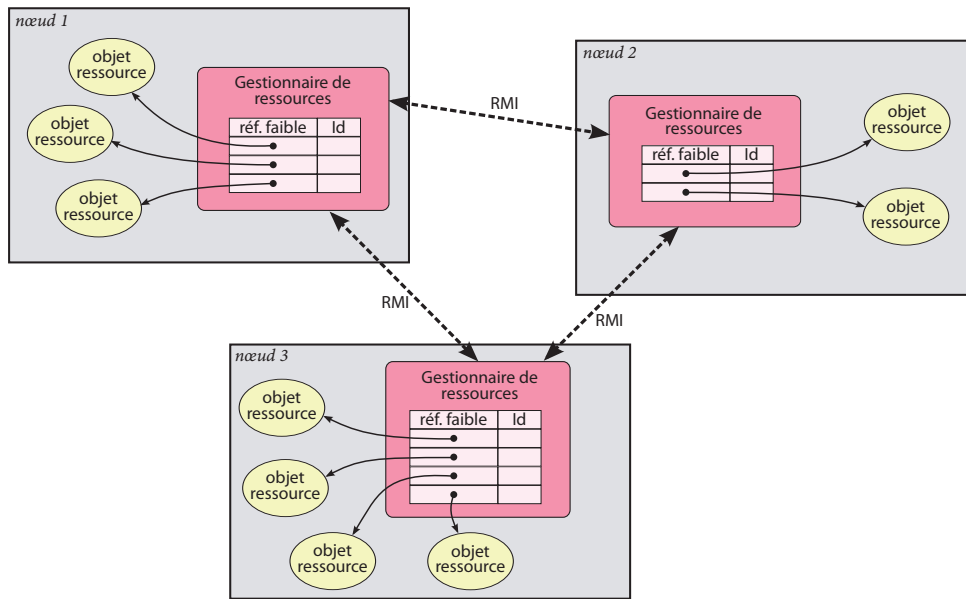 nœud 1
objet
ressource
objet
ressource
objet
ressource
Gestionnaire de
ressources
réf. faible Id
RMI
nœud 2
Gestionnaire de
ressources
réf. faible Id
objet
ressource
objet
ressource
RMI
RMI
nœud 3
objet
ressource
objet
ressource
objet
ressource
objet
ressource
Gestionnaire de
ressources
réf. faible Id